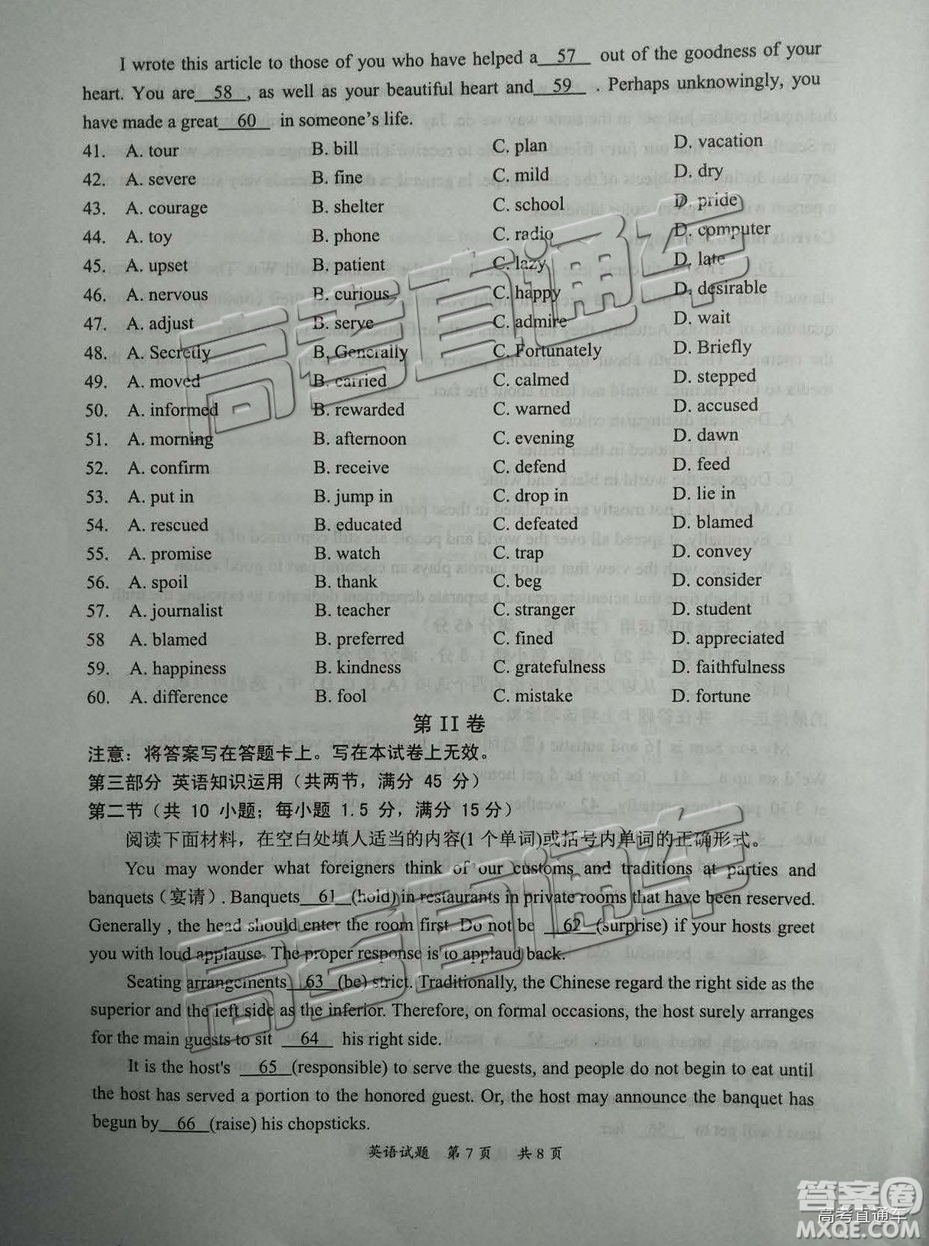 I wrote this article to those of you who have helped a 57 out of the goodness of your
heart. You are 58 , as well as your beautiful heart and 59 . Perhaps unknowingly, you
have made a great 60 in someone's life.
41. A. tour B. bill C. plan D. vacation
42. A. severe B. fine C. mild D. dry
43. A. courage B. shelter C. school D. pride
44. A. toy B. phone C. radio D. computer
45. A. upset B. patient C. lazy D. late
46. A. nervous B. curious C. happy D. desirable
47. A. adjust B. serve C. admire D. wait
48. A. Secretly B. Generally C. Fortunately D. Briefly
49. A. moved B. carried C. calmed D. stepped
50. A. informed B. rewarded C. warned D. accused
51. A. morning B. afternoon C. evening D. dawn
52. A. confirm B. receive C. defend D. feed
53. A. put in B. jump in C. drop in D. lie in
54. A. rescued B. educated C. defeated D. blamed
55. A. promise B. watch C. trap D. convey
56. A. spoil B. thank C. beg D. consider
57. A. journalist B. teacher C. stranger D. student
58 A. blamed B. preferred C. fined D. appreciated
59. A. happiness B. kindness C. gratefulness D. faithfulness
60. A. difference B. fool C. mistake D. fortune
第 II 卷
注意: 将答案写在答题卡上。写在本试卷上无效。
第三部分 英语知识运用（共两节，满分 45 分）
第二节（共 10 小题；每小题 1.5 分，满分 15分）
阅读下面材料，在空白处填人适当的内容(1 个单词)或括号内单词的正确形式。
You may wonder what foreigners think of our customs and traditions at parties and
banquets（宴请）. Banquets 61 (hold) in restaurants in private rooms that have been reserved.
Generally , the head should enter the room first. Do not be 62 (surprise) if your hosts greet
you with loud applause. The proper response is to applaud back.
Seating arrangements 63 (be) strict. Traditionally, the Chinese regard the right side as the
superior and the left side as the inferior. Therefore, on formal occasions, the host surely arranges
for the main guests to sit 64 his right side.
It is the host's 65 (responsible) to serve the guests, and people do not begin to eat until
the host has served a portion to the honored guest. Or, the host may announce the banquet has
begun by 66 (raise) his chopsticks.
英语试题 第 7 页 共 8 页
高考直通车
高考直通车
答案圈
高考直通车
MXQE.COM